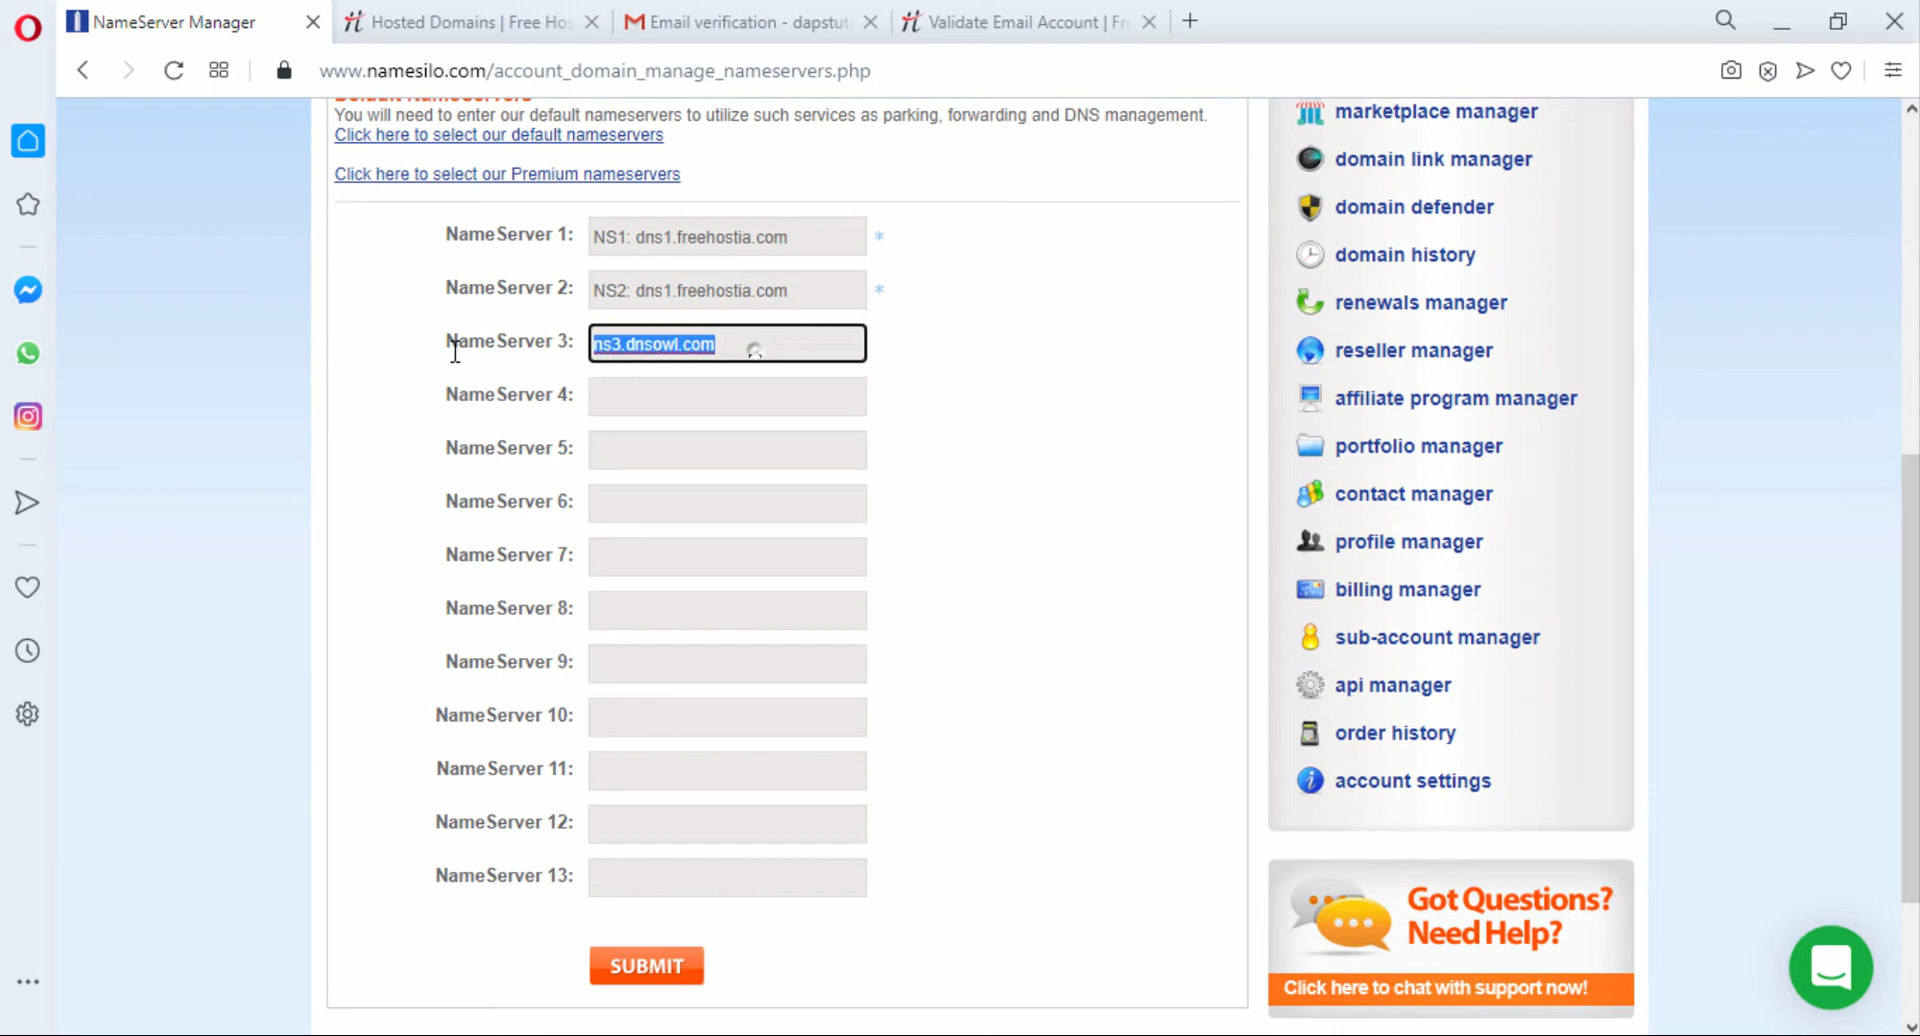 NameServer Manager
Hosted Domains | Free Hos
Email verification - dapstut
Validate Email Account | Fre
www.namesilo.com/account_domain_manage_nameservers.php
Default NameServers
You will need to enter our default nameservers to utilize such services as parking, forwarding and DNS management.
Click here to select our default nameservers
Click here to select our Premium nameservers
NameServer 1: NS1: dns1.freehostia.com *
NameServer 2: NS2: dns1.freehostia.com *
NameServer 3: ns3.dnsowl.com
NameServer 4:
NameServer 5:
NameServer 6:
NameServer 7:
NameServer 8:
NameServer 9:
NameServer 10:
NameServer 11:
NameServer 12:
NameServer 13:
SUBMIT
marketplace manager
domain link manager
domain defender
domain history
renewals manager
reseller manager
affiliate program manager
portfolio manager
contact manager
profile manager
billing manager
sub-account manager
api manager
order history
account settings
Got Questions?
Need Help?
Click here to chat with support now!